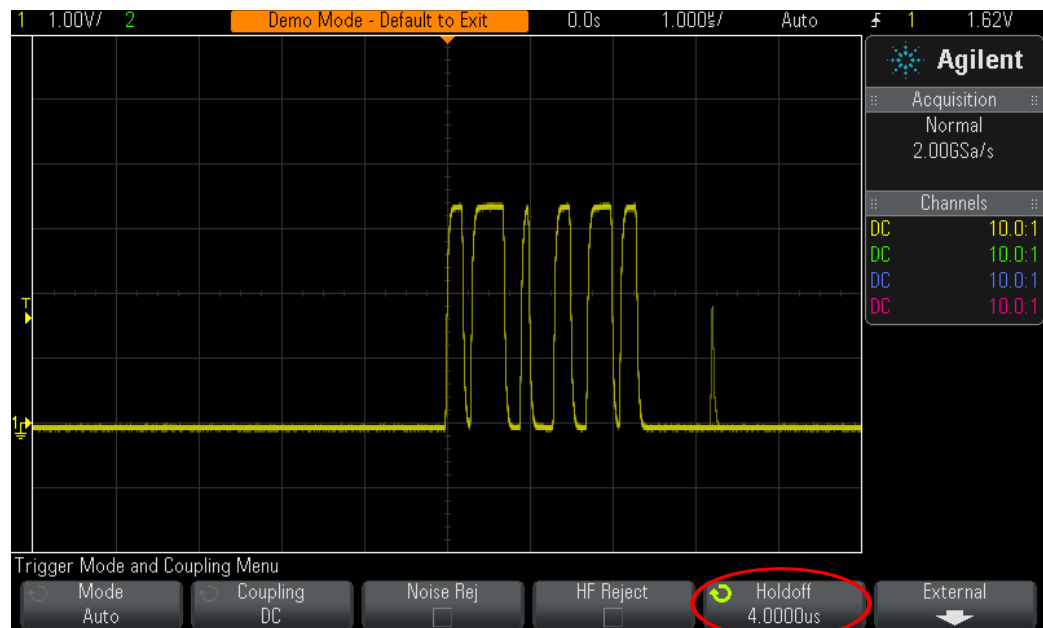 1 1.00V/ 2 Demo Mode - Default to Exit 0.0s 1.000µs/ Auto 1 1.62V
Agilent
Acquisition
Normal
2.00GSa/s
Channels
DC 10.0:1
DC 10.0:1
DC 10.0:1
DC 10.0:1
T
1
Trigger Mode and Coupling Menu
Mode Coupling Noise Rej HF Reject Holdoff External
Auto DC 4.0000us